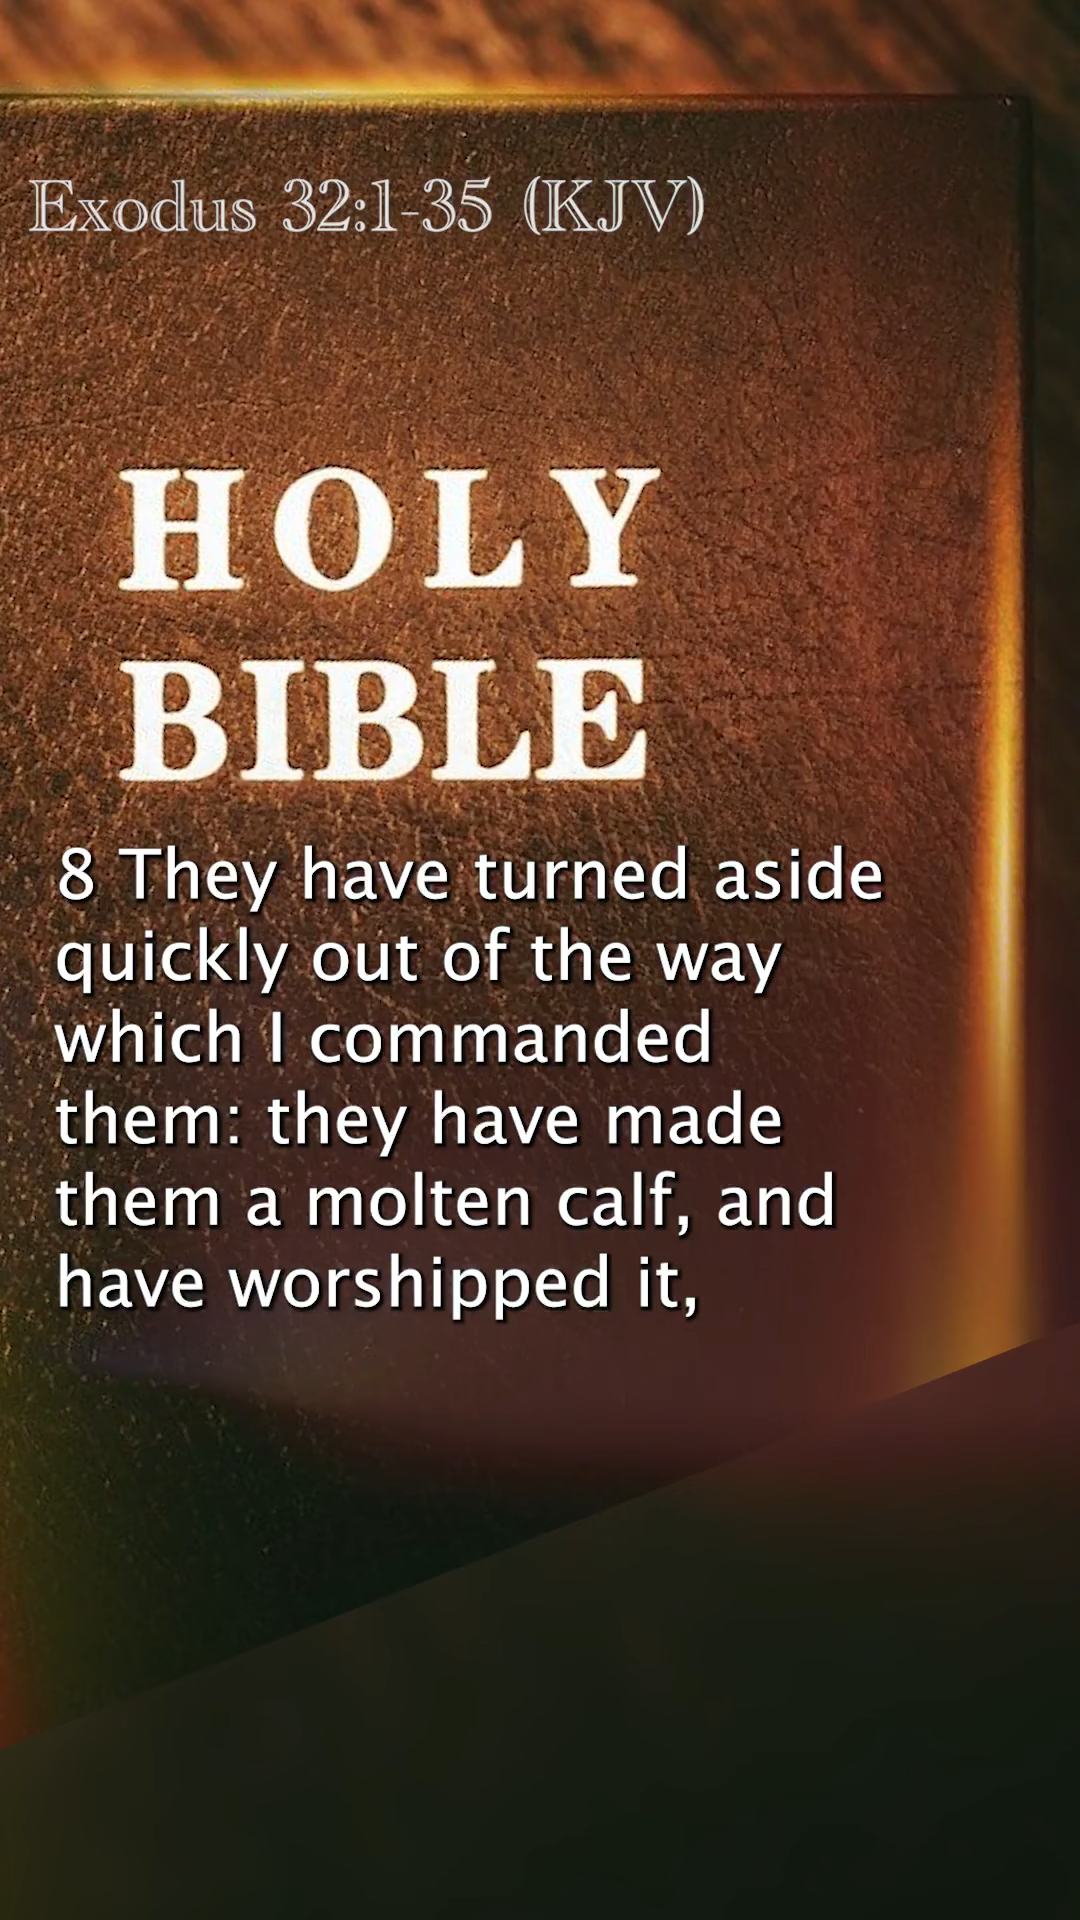 Exodus 32:1-35 (KJV)
HOLY
BIBLE
8 They have turned aside
quickly out of the way
which I commanded
them: they have made
them a molten calf, and
have worshipped it,